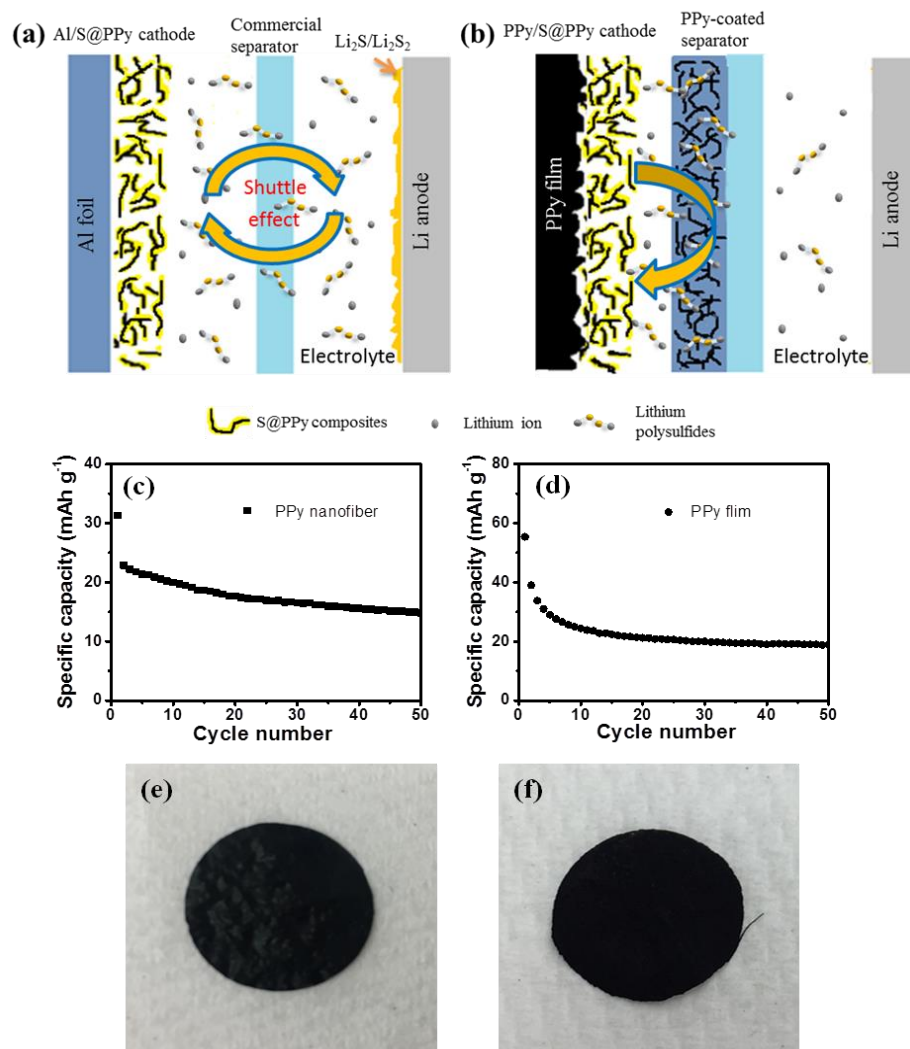 (a)
Al/S@PPy cathode
Commercial
separator
Li₂S/Li₂S₂
Al foil
Shuttle
effect
Electrolyte
Li anode
(b)
PPy/S@PPy cathode
PPy-coated
separator
PPy film
Electrolyte
Li anode
S@PPy composites
Lithium ion
Lithium
polysulfides
(c)
PPy nanofiber
Specific capacity (mAh g⁻¹)
40
30
20
10
0
0 10 20 30 40 50
Cycle number
(d)
PPy flim
Specific capacity (mAh g⁻¹)
80
60
40
20
0
0 10 20 30 40 50
Cycle number
(e)
(f)